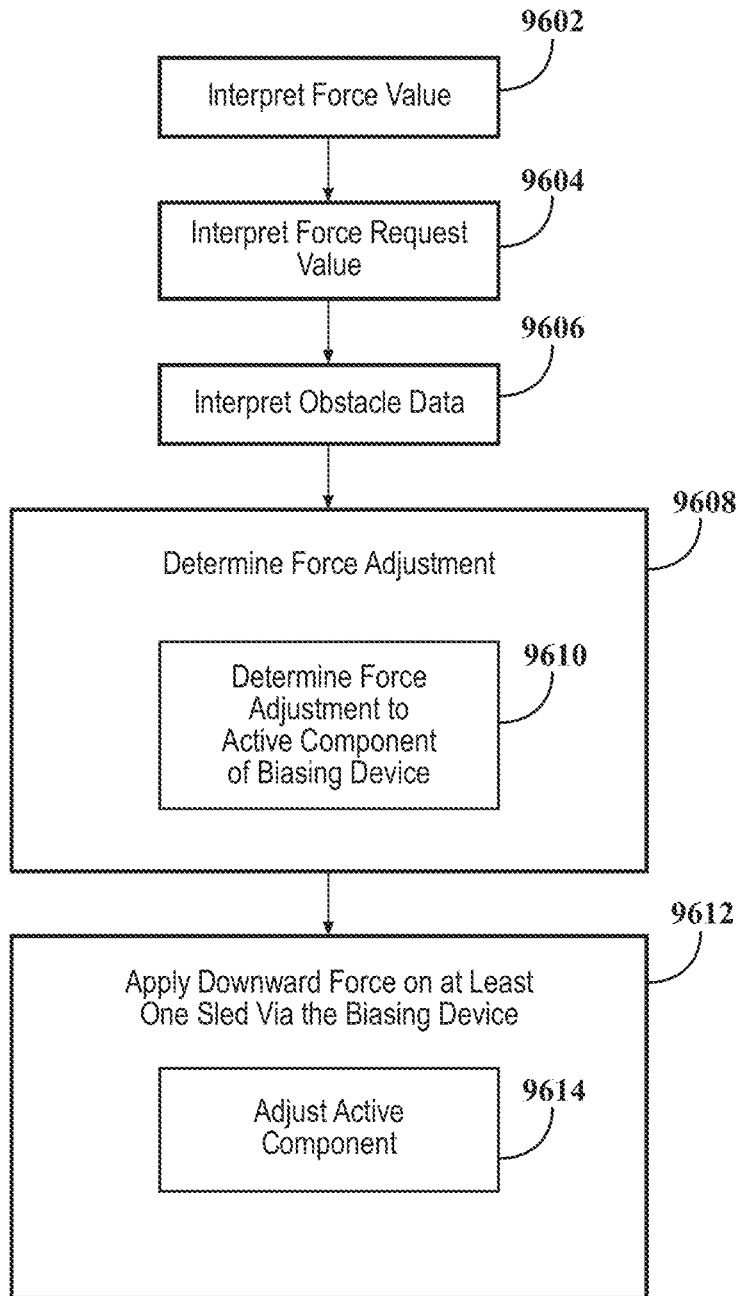 9602
Interpret Force Value
9604
Interpret Force Request
Value
9606
Interpret Obstacle Data
9608
Determine Force Adjustment
9610
Determine Force
Adjustment to
Active Component
of Biasing Device
9612
Apply Downward Force on at Least
One Sled Via the Biasing Device
9614
Adjust Active
Component